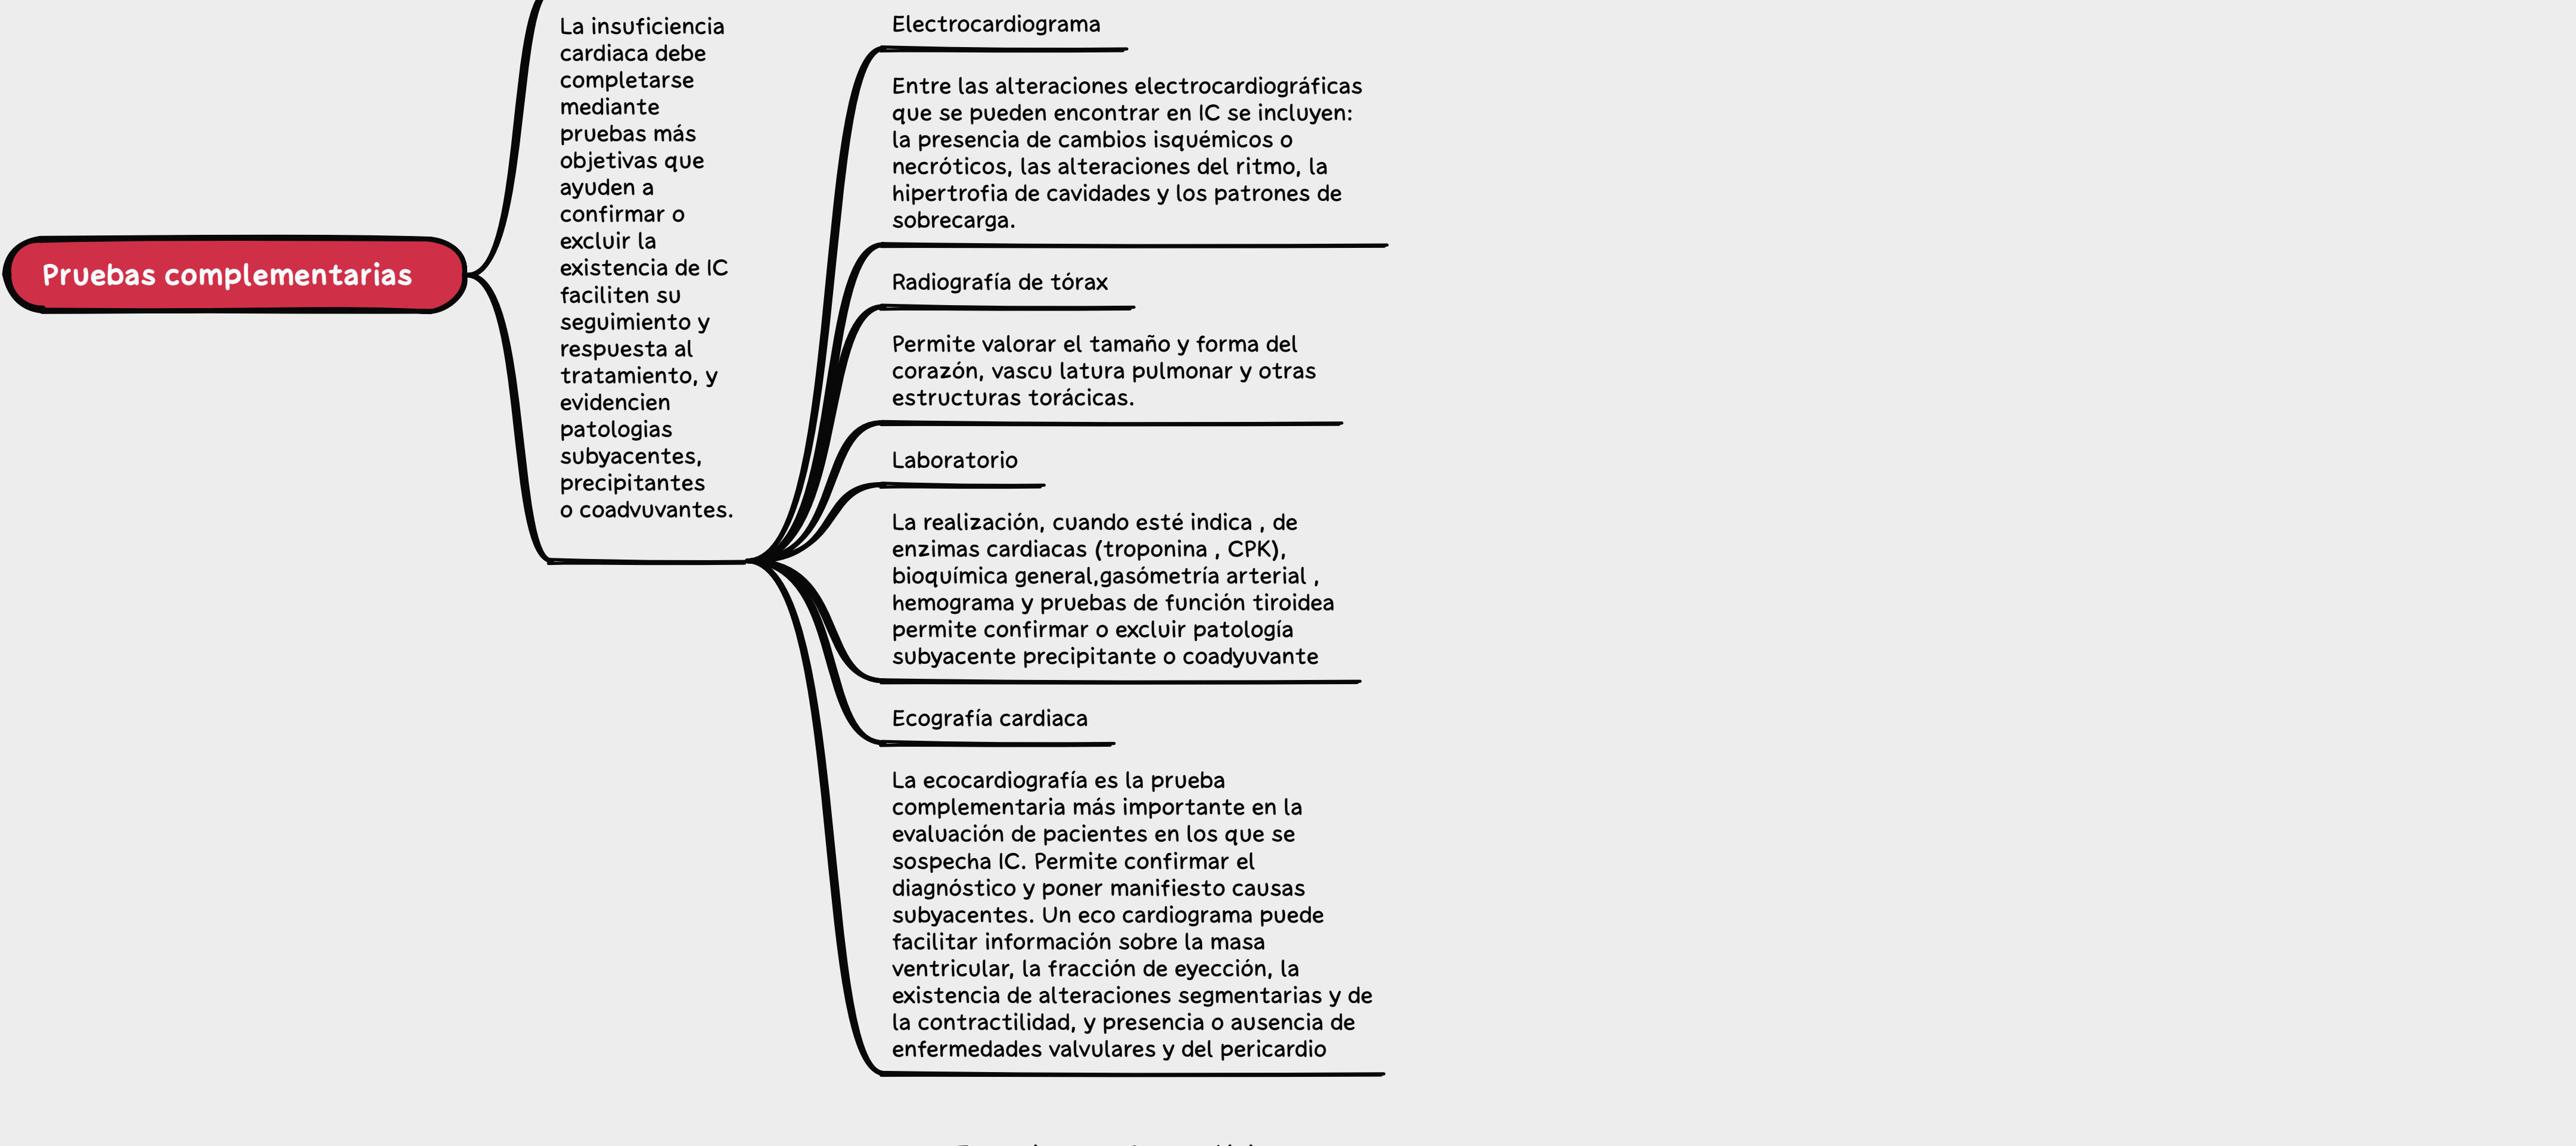 Pruebas complementarias
La insuficiencia
cardiaca debe
completarse
mediante
pruebas más
objetivas que
ayuden a
confirmar o
excluir la
existencia de IC
faciliten su
seguimiento y
respuesta al
tratamiento, y
evidencien
patologias
subyacentes,
precipitantes
o coadvuvantes.
Electrocardiograma
Entre las alteraciones electrocardiográficas
que se pueden encontrar en IC se incluyen:
la presencia de cambios isquémicos o
necróticos, las alteraciones del ritmo, la
hipertrofia de cavidades y los patrones de
sobrecarga.
Radiografía de tórax
Permite valorar el tamaño y forma del
corazón, vascu latura pulmonar y otras
estructuras torácicas.
Laboratorio
La realización, cuando esté indica , de
enzimas cardiacas (troponina , CPK),
bioquímica general,gasómetría arterial ,
hemograma y pruebas de función tiroidea
permite confirmar o excluir patología
subyacente precipitante o coadyuvante
Ecografía cardiaca
La ecocardiografía es la prueba
complementaria más importante en la
evaluación de pacientes en los que se
sospecha IC. Permite confirmar el
diagnóstico y poner manifiesto causas
subyacentes. Un eco cardiograma puede
facilitar información sobre la masa
ventricular, la fracción de eyección, la
existencia de alteraciones segmentarias y de
la contractilidad, y presencia o ausencia de
enfermedades valvulares y del pericardio